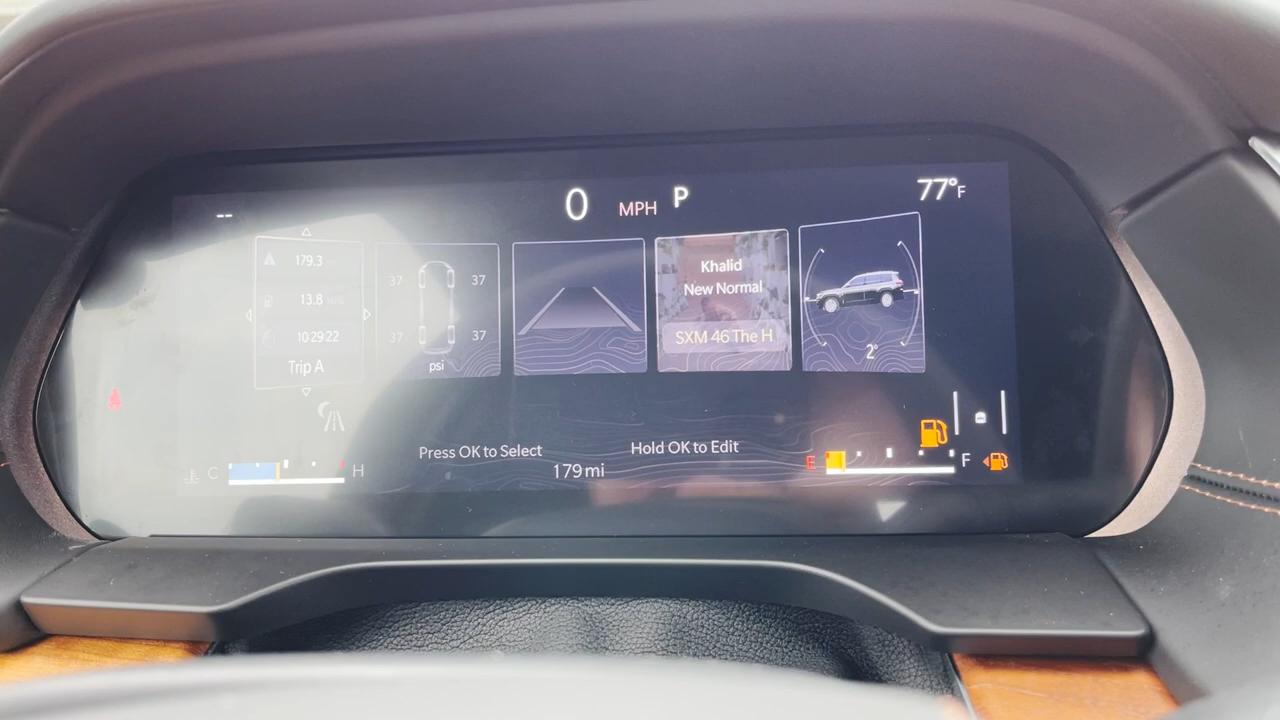 0 MPH P
77°F
--
179.3
13.8
10:29:22
Trip A
37 37
37 37
psi
Khalid
New Normal
SXM 46 The H
2°
Press OK to Select
Hold OK to Edit
179 mi
C H
E F